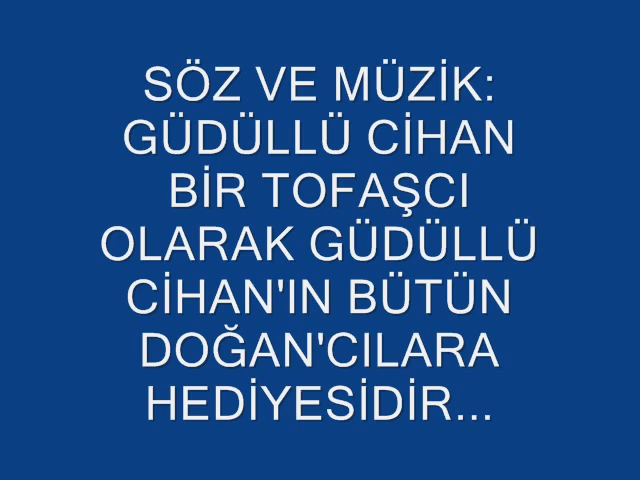 SÖZ VE MÜZİK:
GÜDÜLLÜ CİHAN
BİR TOFAŞCI
OLARAK GÜDÜLLÜ
CİHAN'IN BÜTÜN
DOĞAN'CILARA
HEDİYESİDİR...